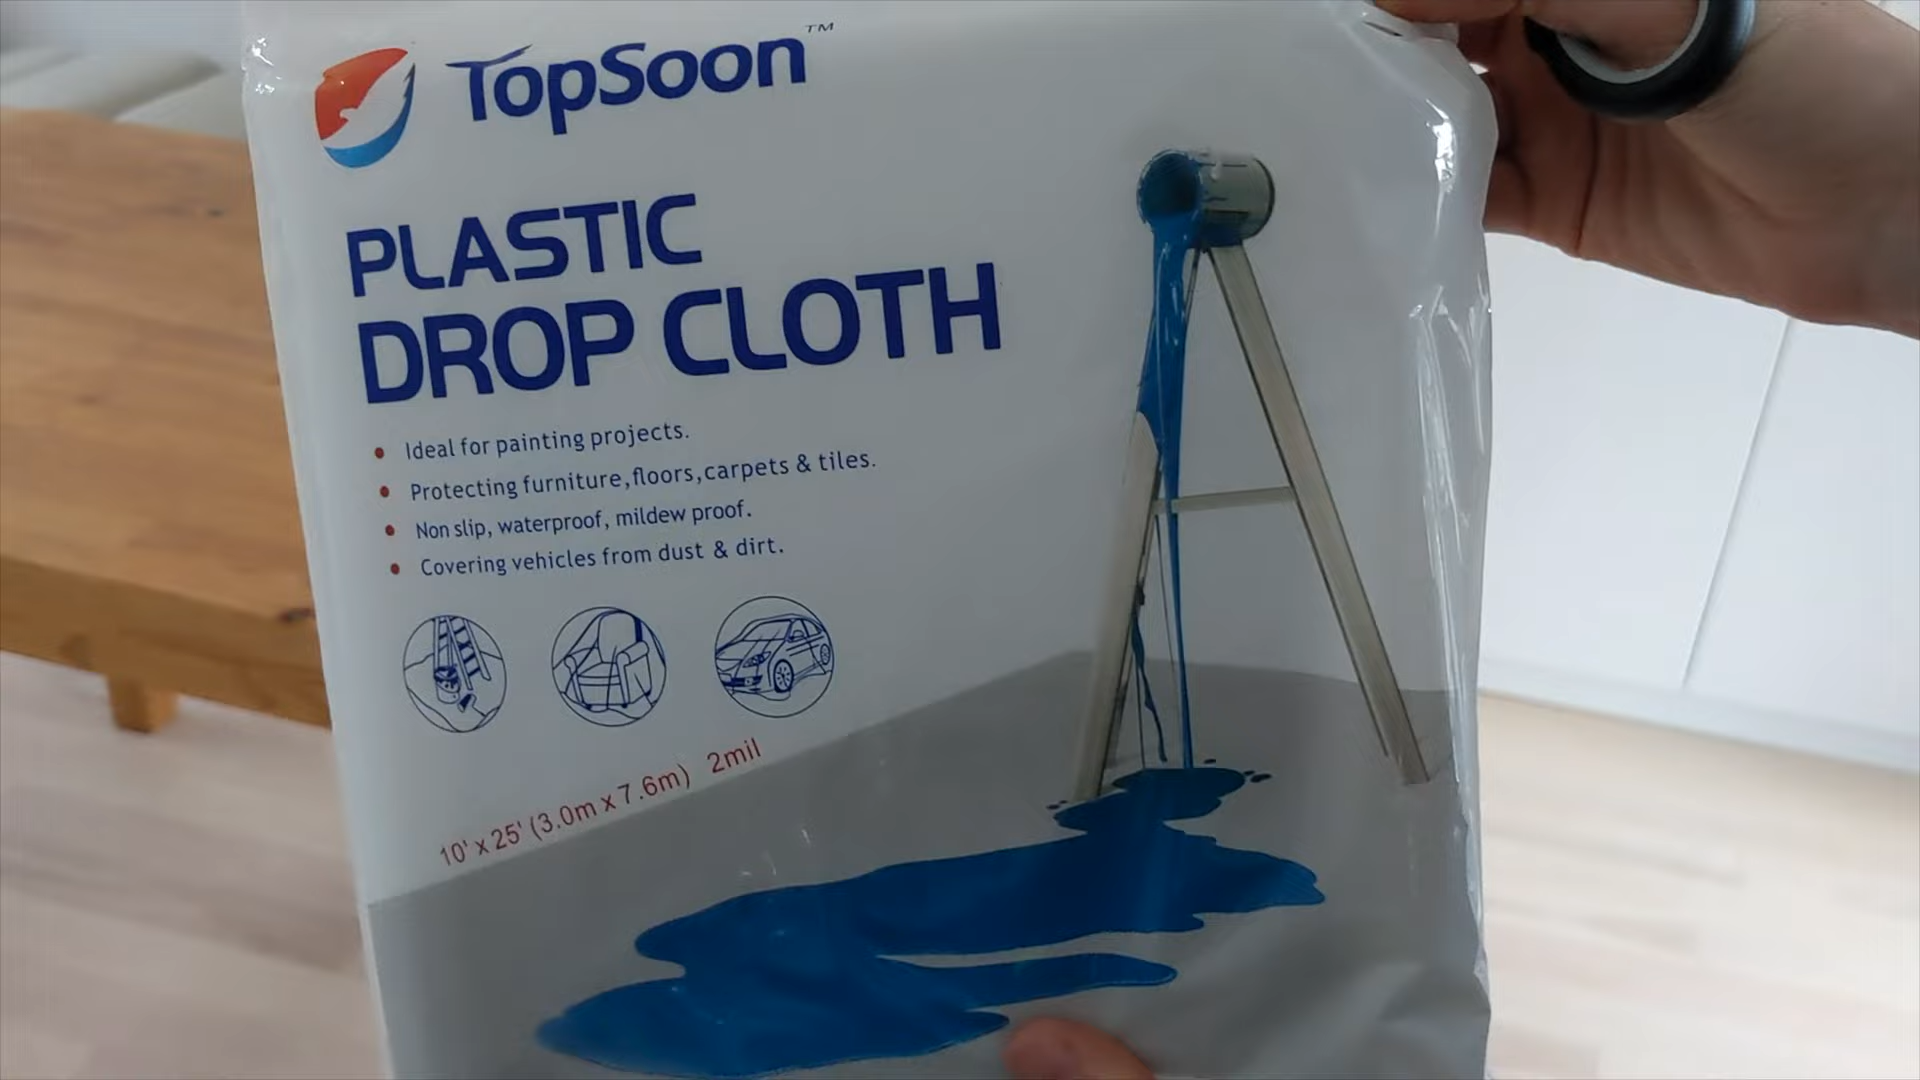 TopSoon™
PLASTIC
DROP CLOTH
• Ideal for painting projects.
• Protecting furniture,floors,carpets & tiles.
• Non slip, waterproof, mildew proof.
• Covering vehicles from dust & dirt.
10' x 25' (3.0m x 7.6m) 2mil